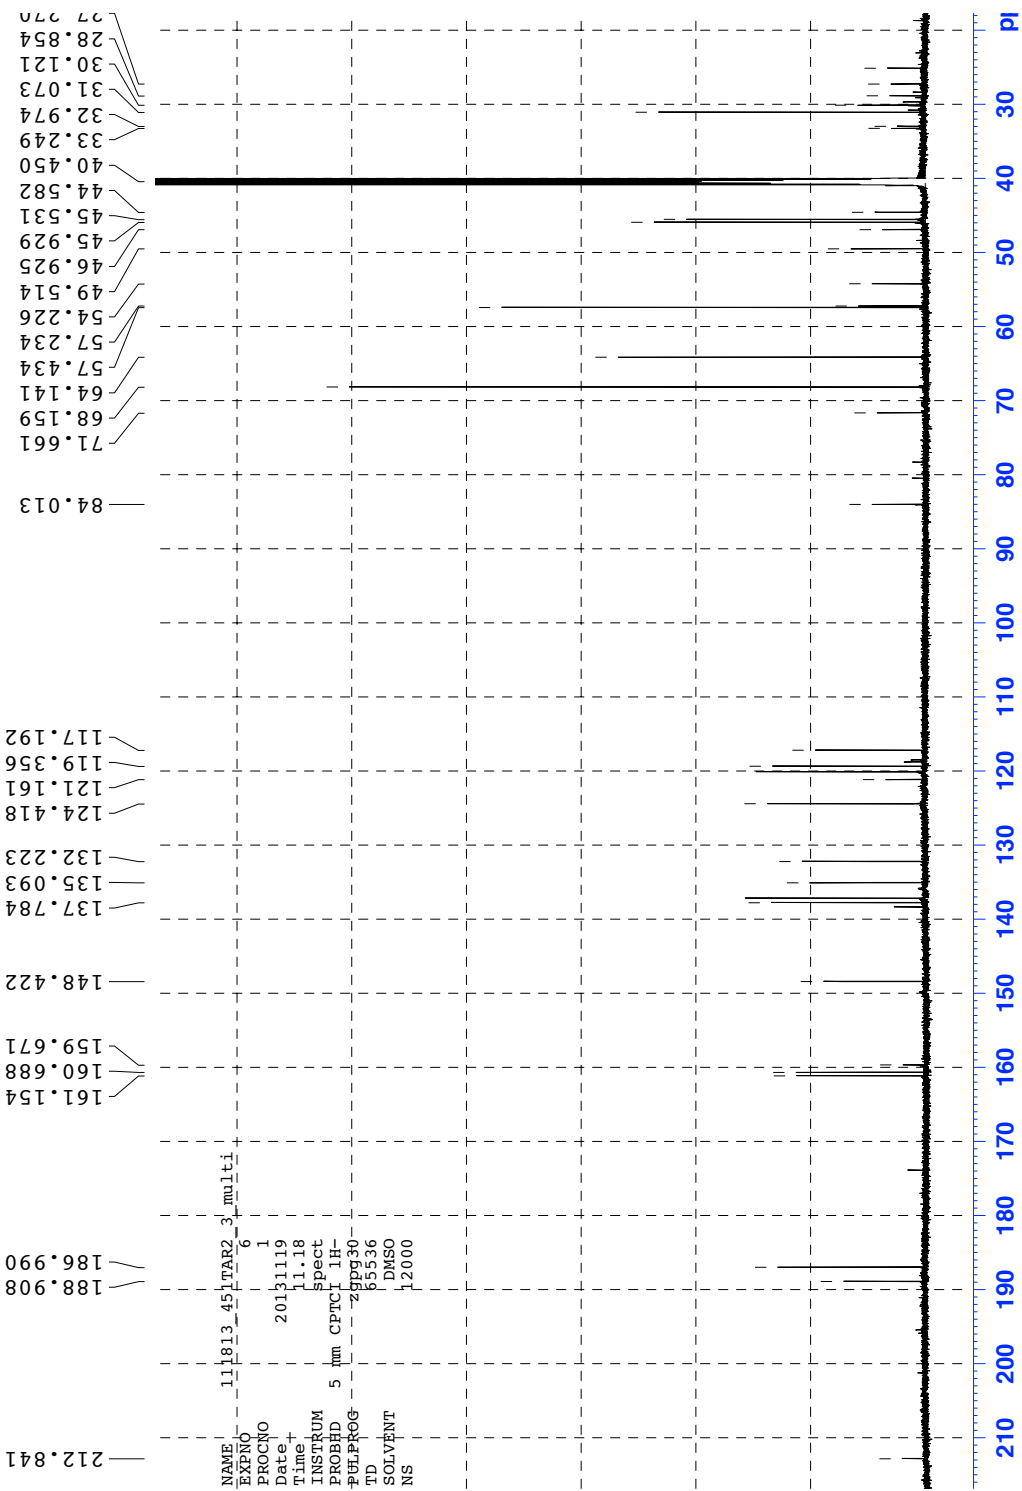 212.841
188.908
186.990
161.154
160.688
159.671
148.422
137.784
135.093
132.223
124.418
121.161
119.356
117.192
84.013
71.661
68.159
64.141
57.434
57.234
54.226
49.514
46.925
45.929
45.531
44.582
40.450
33.249
32.974
31.073
30.121
28.854
27.270
NAME 111813_451TAR2_3_multi
EXPNO 6
PROCNO 1
Date_ 20131119
Time 11.18
INSTRUM spect
PROBHD 5 mm CPTCI 1H-
PULPROG zgpg30
TD 65536
SOLVENT DMSO
NS 12000
210 200 190 180 170 160 150 140 130 120 110 100 90 80 70 60 50 40 30 pp